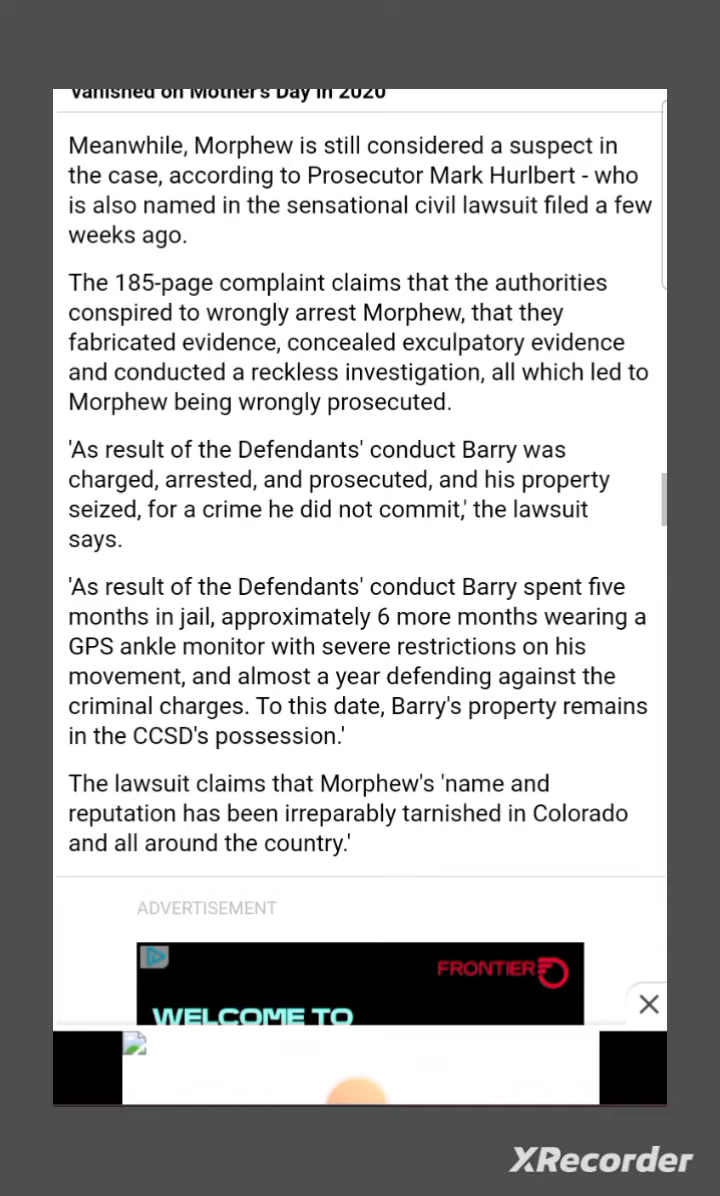 Vanished on Mother's Day in 2020
Meanwhile, Morphew is still considered a suspect in
the case, according to Prosecutor Mark Hurlbert - who
is also named in the sensational civil lawsuit filed a few
weeks ago.
The 185-page complaint claims that the authorities
conspired to wrongly arrest Morphew, that they
fabricated evidence, concealed exculpatory evidence
and conducted a reckless investigation, all which led to
Morphew being wrongly prosecuted.
'As result of the Defendants' conduct Barry was
charged, arrested, and prosecuted, and his property
seized, for a crime he did not commit,' the lawsuit
says.
'As result of the Defendants' conduct Barry spent five
months in jail, approximately 6 more months wearing a
GPS ankle monitor with severe restrictions on his
movement, and almost a year defending against the
criminal charges. To this date, Barry's property remains
in the CCSD's possession.'
The lawsuit claims that Morphew's 'name and
reputation has been irreparably tarnished in Colorado
and all around the country.'
ADVERTISEMENT
FRONTIER
WELCOME TO
XRecorder